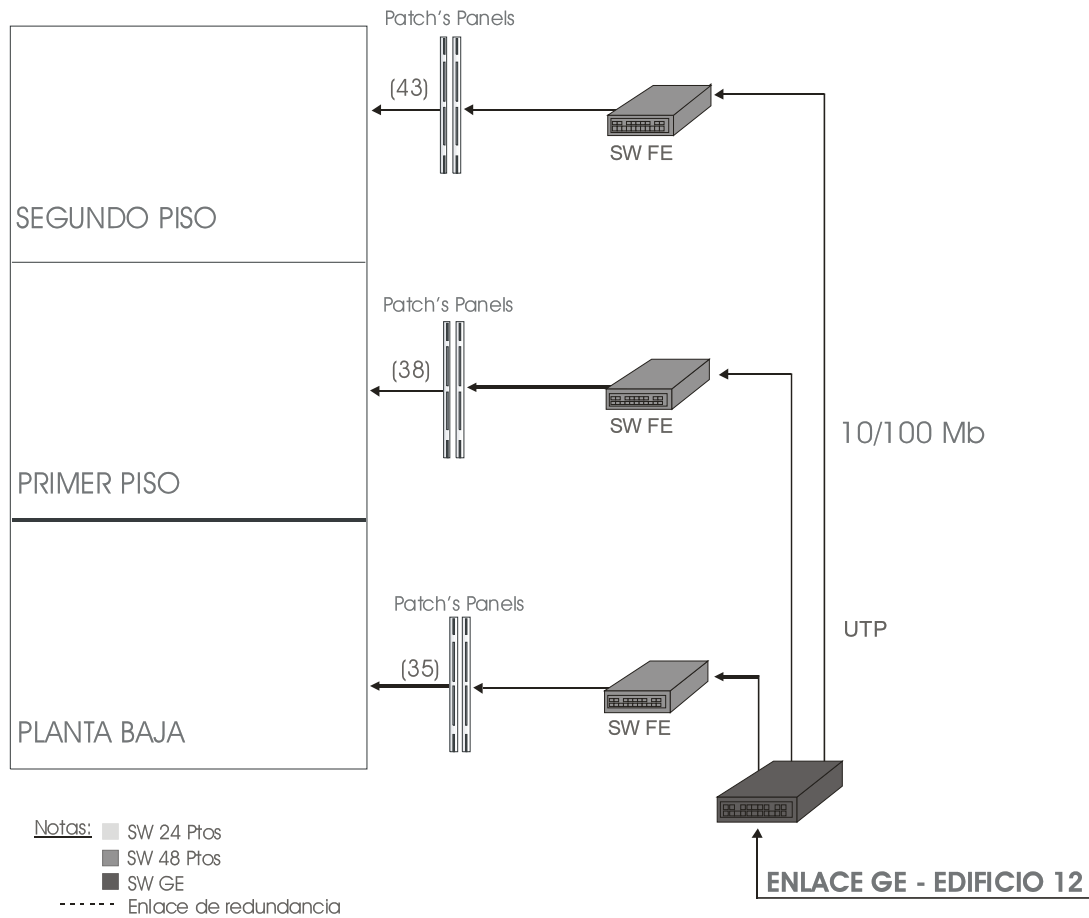 Patch's Panels
(43)
SW FE
SEGUNDO PISO
Patch's Panels
(38)
SW FE
10/100 Mb
PRIMER PISO
Patch's Panels
(35)
UTP
SW FE
PLANTA BAJA
Notas:
SW 24 Ptos
SW 48 Ptos
SW GE
Enlace de redundancia
ENLACE GE - EDIFICIO 12